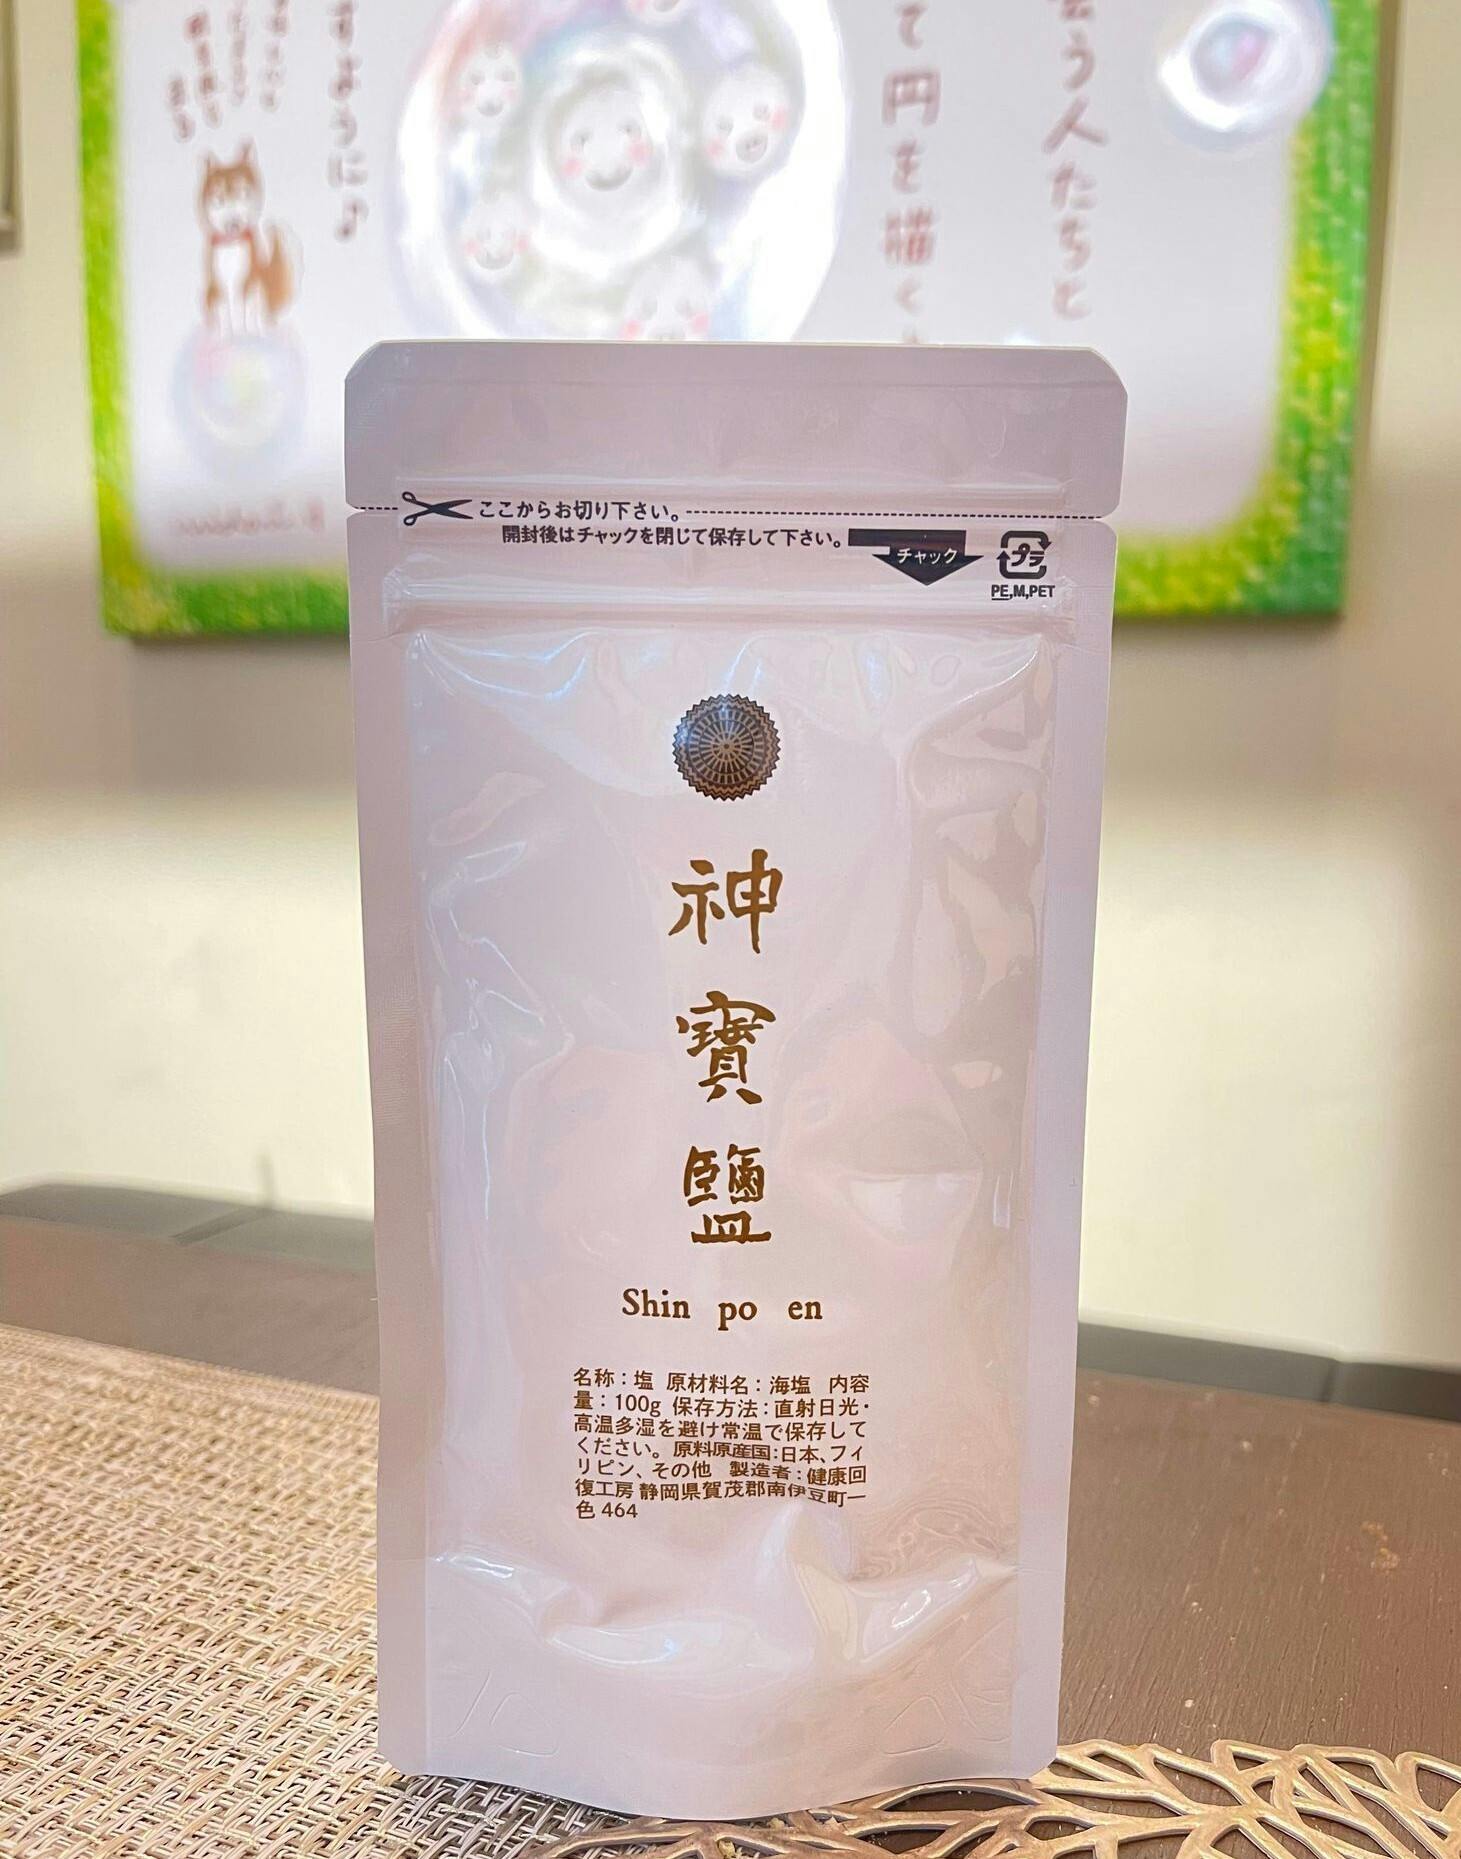 会う人たちと
て円を描く
すように♪
ここからお切り下さい。
開封後はチャックを閉じて保存して下さい。
チャック
プラ
PE,M,PET
神寶鹽
Shin po en
名称：塩 原材料名：海塩 内容
量：100g 保存方法：直射日光・
高温多湿を避け常温で保存して
ください。原料原産国：日本、フィ
リピン、その他 製造者：健康回
復工房 静岡県賀茂郡南伊豆町一
色 464